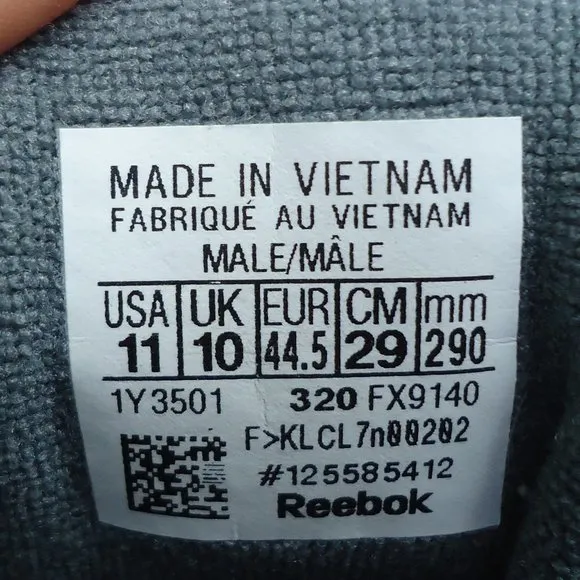 MADE IN VIETNAM
FABRIQUÉ AU VIETNAM
MALE/MÂLE
USA UK EUR CM mm
11 10 44.5 29 290
1Y3501 320 FX9140
F>KLCL7n00202
#125585412
Reebok